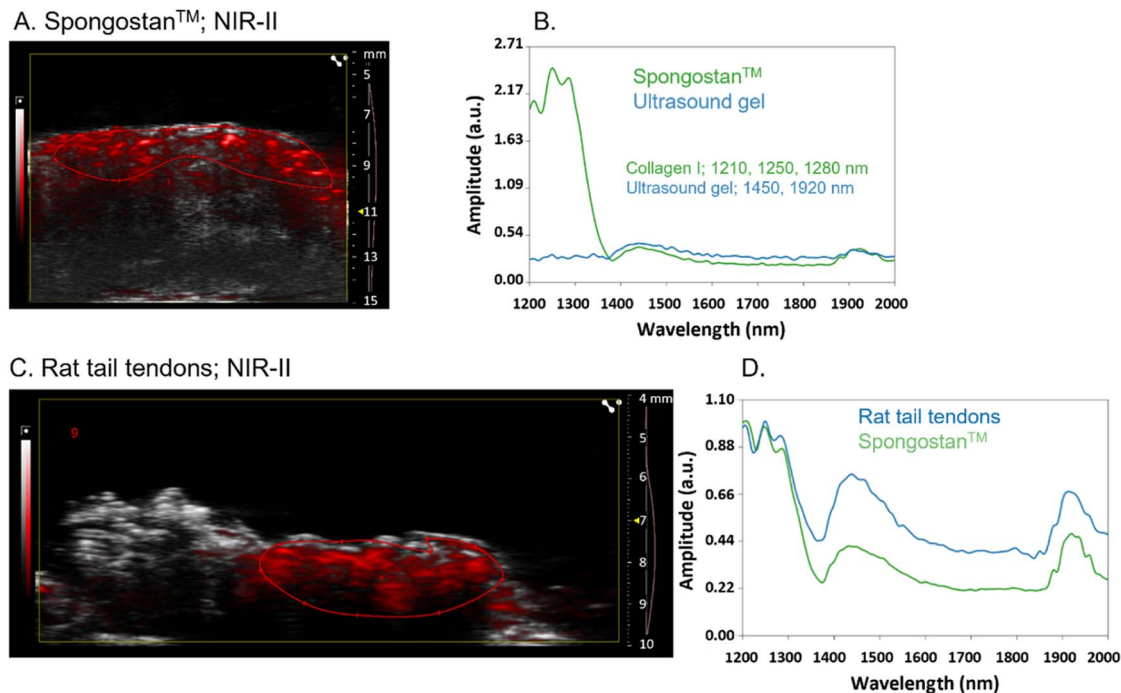 A. Spongostan™; NIR-II
mm
5
7
9
11
13
15
B.
2.71
2.17
1.63
1.09
0.54
0.00
Amplitude (a.u.)
Spongostan™
Ultrasound gel
Collagen I; 1210, 1250, 1280 nm
Ultrasound gel; 1450, 1920 nm
1200 1300 1400 1500 1600 1700 1800 1900 2000
Wavelength (nm)
C. Rat tail tendons; NIR-II
9
4 mm
5
6
7
8
9
10
D.
1.10
0.88
0.66
0.44
0.22
0.00
Amplitude (a.u.)
Rat tail tendons
Spongostan™
1200 1300 1400 1500 1600 1700 1800 1900 2000
Wavelength (nm)